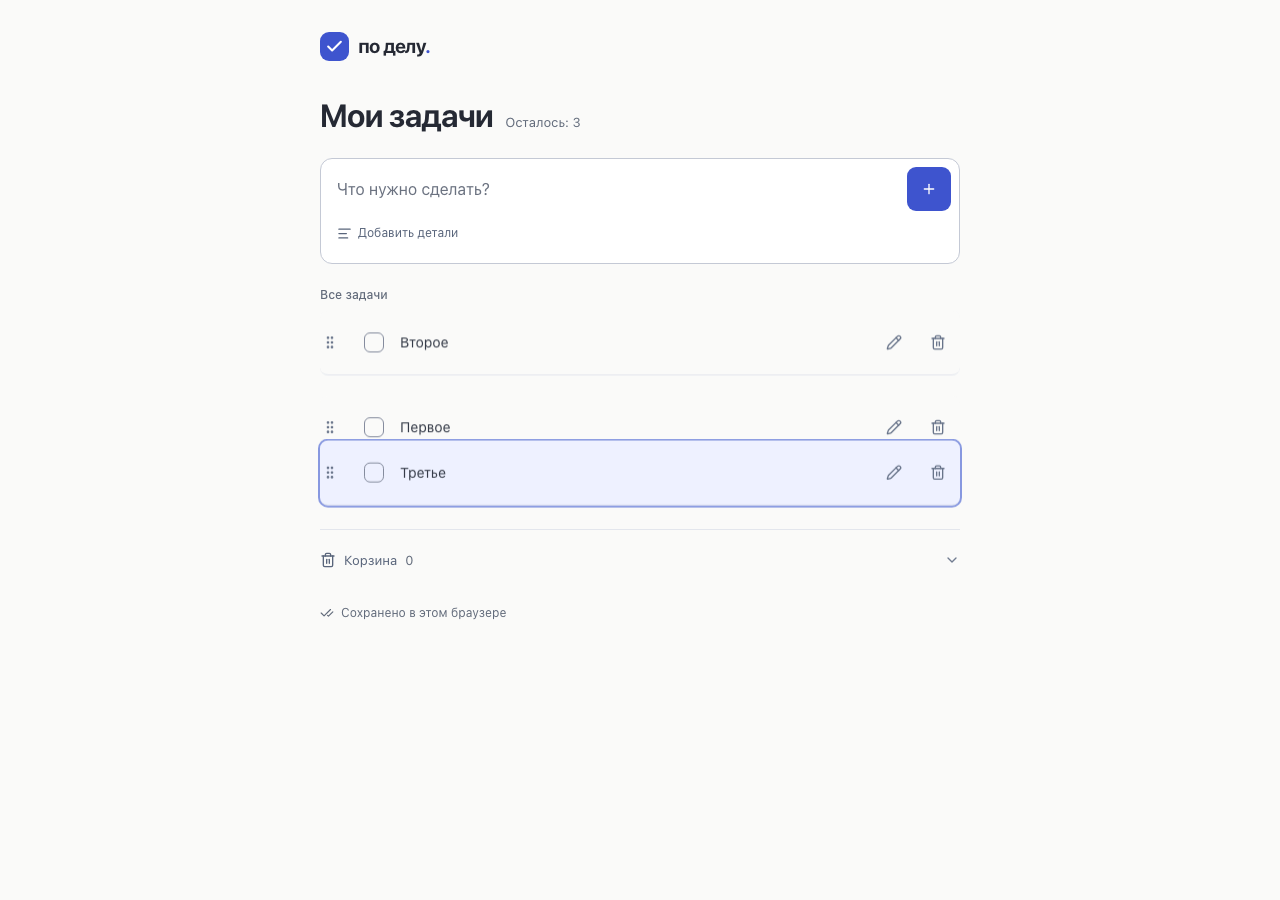 по делу.
Мои задачи Осталось: 3
Что нужно сделать?
Добавить детали
Все задачи
Второе
Первое
Третье
Корзина 0
Сохранено в этом браузере